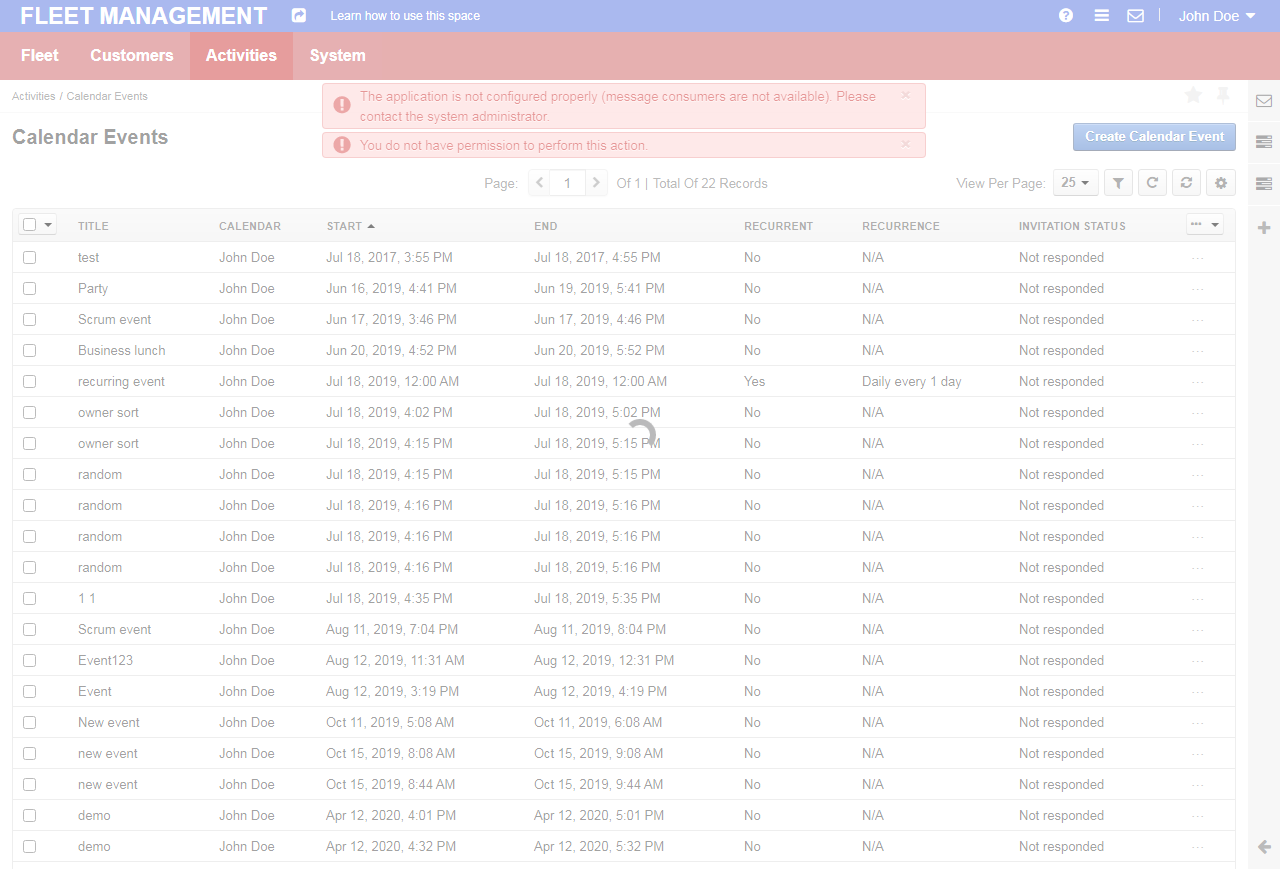 FLEET MANAGEMENT Learn how to use this space John Doe
Fleet Customers Activities System
Activities / Calendar Events
The application is not configured properly (message consumers are not available). Please
contact the system administrator.
You do not have permission to perform this action.
Calendar Events
Create Calendar Event
Page: 1 Of 1 | Total Of 22 Records View Per Page: 25
TITLE CALENDAR START END RECURRENT RECURRENCE INVITATION STATUS
test John Doe Jul 18, 2017, 3:55 PM Jul 18, 2017, 4:55 PM No N/A Not responded
Party John Doe Jun 16, 2019, 4:41 PM Jun 19, 2019, 5:41 PM No N/A Not responded
Scrum event John Doe Jun 17, 2019, 3:46 PM Jun 17, 2019, 4:46 PM No N/A Not responded
Business lunch John Doe Jun 20, 2019, 4:52 PM Jun 20, 2019, 5:52 PM No N/A Not responded
recurring event John Doe Jul 18, 2019, 12:00 AM Jul 18, 2019, 12:00 AM Yes Daily every 1 day Not responded
owner sort John Doe Jul 18, 2019, 4:02 PM Jul 18, 2019, 5:02 PM No N/A Not responded
owner sort John Doe Jul 18, 2019, 4:15 PM Jul 18, 2019, 5:15 PM No N/A Not responded
random John Doe Jul 18, 2019, 4:15 PM Jul 18, 2019, 5:15 PM No N/A Not responded
random John Doe Jul 18, 2019, 4:16 PM Jul 18, 2019, 5:16 PM No N/A Not responded
random John Doe Jul 18, 2019, 4:16 PM Jul 18, 2019, 5:16 PM No N/A Not responded
random John Doe Jul 18, 2019, 4:16 PM Jul 18, 2019, 5:16 PM No N/A Not responded
1 1 John Doe Jul 18, 2019, 4:35 PM Jul 18, 2019, 5:35 PM No N/A Not responded
Scrum event John Doe Aug 11, 2019, 7:04 PM Aug 11, 2019, 8:04 PM No N/A Not responded
Event123 John Doe Aug 12, 2019, 11:31 AM Aug 12, 2019, 12:31 PM No N/A Not responded
Event John Doe Aug 12, 2019, 3:19 PM Aug 12, 2019, 4:19 PM No N/A Not responded
New event John Doe Oct 11, 2019, 5:08 AM Oct 11, 2019, 6:08 AM No N/A Not responded
new event John Doe Oct 15, 2019, 8:08 AM Oct 15, 2019, 9:08 AM No N/A Not responded
new event John Doe Oct 15, 2019, 8:44 AM Oct 15, 2019, 9:44 AM No N/A Not responded
demo John Doe Apr 12, 2020, 4:01 PM Apr 12, 2020, 5:01 PM No N/A Not responded
demo John Doe Apr 12, 2020, 4:32 PM Apr 12, 2020, 5:32 PM No N/A Not responded